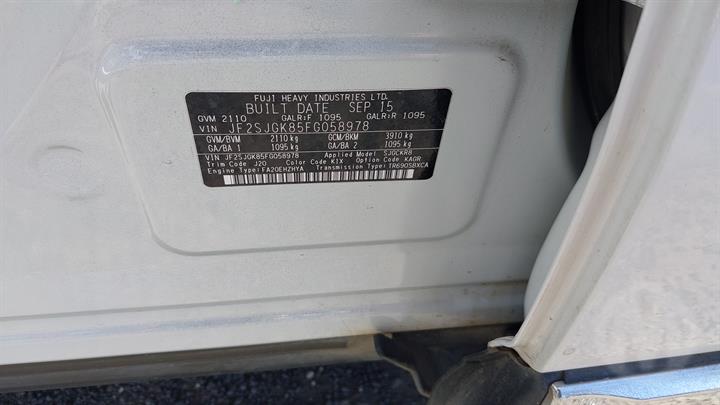 FUJI HEAVY INDUSTRIES LTD.
BUILT DATE SEP 15
GVM 2110 GALR:F 1095 GALR:R 1095
VIN JF2SJGK85FG058978
GVM/BVM 2110 kg GCM/BKM 3910 kg
GA/BA 1 1095 kg GA/BA 2 1095 kg
VIN JF2SJGK85FG058978 Applied Model SJGCKR8
Trim Code J20 Color Code K1X Option Code KAGR
Engine Type FA20EHZHYA Transmission Type TR690SBXCA